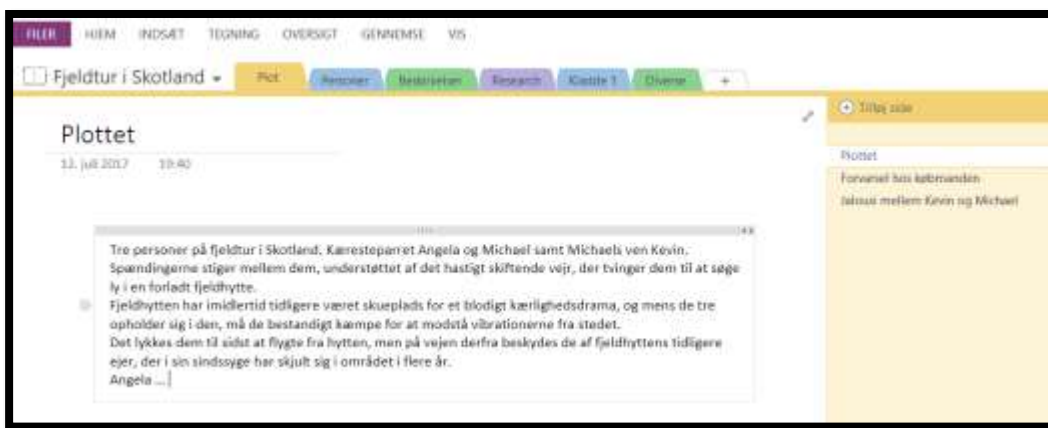 FILER HJEM INDSÆT TEGNING OVERSIGT GENNEMSE VIS
Fjeldtur i Skotland Plot Personer Beskrivelser Research Kladde 1 Diverse +
Tilføj side
Plottet
12. juli 2017 19:40
Plottet
Forvarsel hos købmanden
Jalousi mellem Kevin og Michael
Tre personer på fjeldtur i Skotland. Kæresteparret Angela og Michael samt Michaels ven Kevin.
Spændingerne stiger mellem dem, understøttet af det hastigt skiftende vejr, der tvinger dem til at søge
ly i en forladt fjeldhytte.
Fjeldhytten har imidlertid tidligere været skueplads for et blodigt kærlighedsdrama, og mens de tre
opholder sig i den, må de bestandigt kæmpe for at modstå vibrationerne fra stedet.
Det lykkes dem til sidst at flygte fra hytten, men på vejen derfra beskydes de af fjeldhyttens tidligere
ejer, der i sin sindssyge har skjult sig i området i flere år.
Angela ...